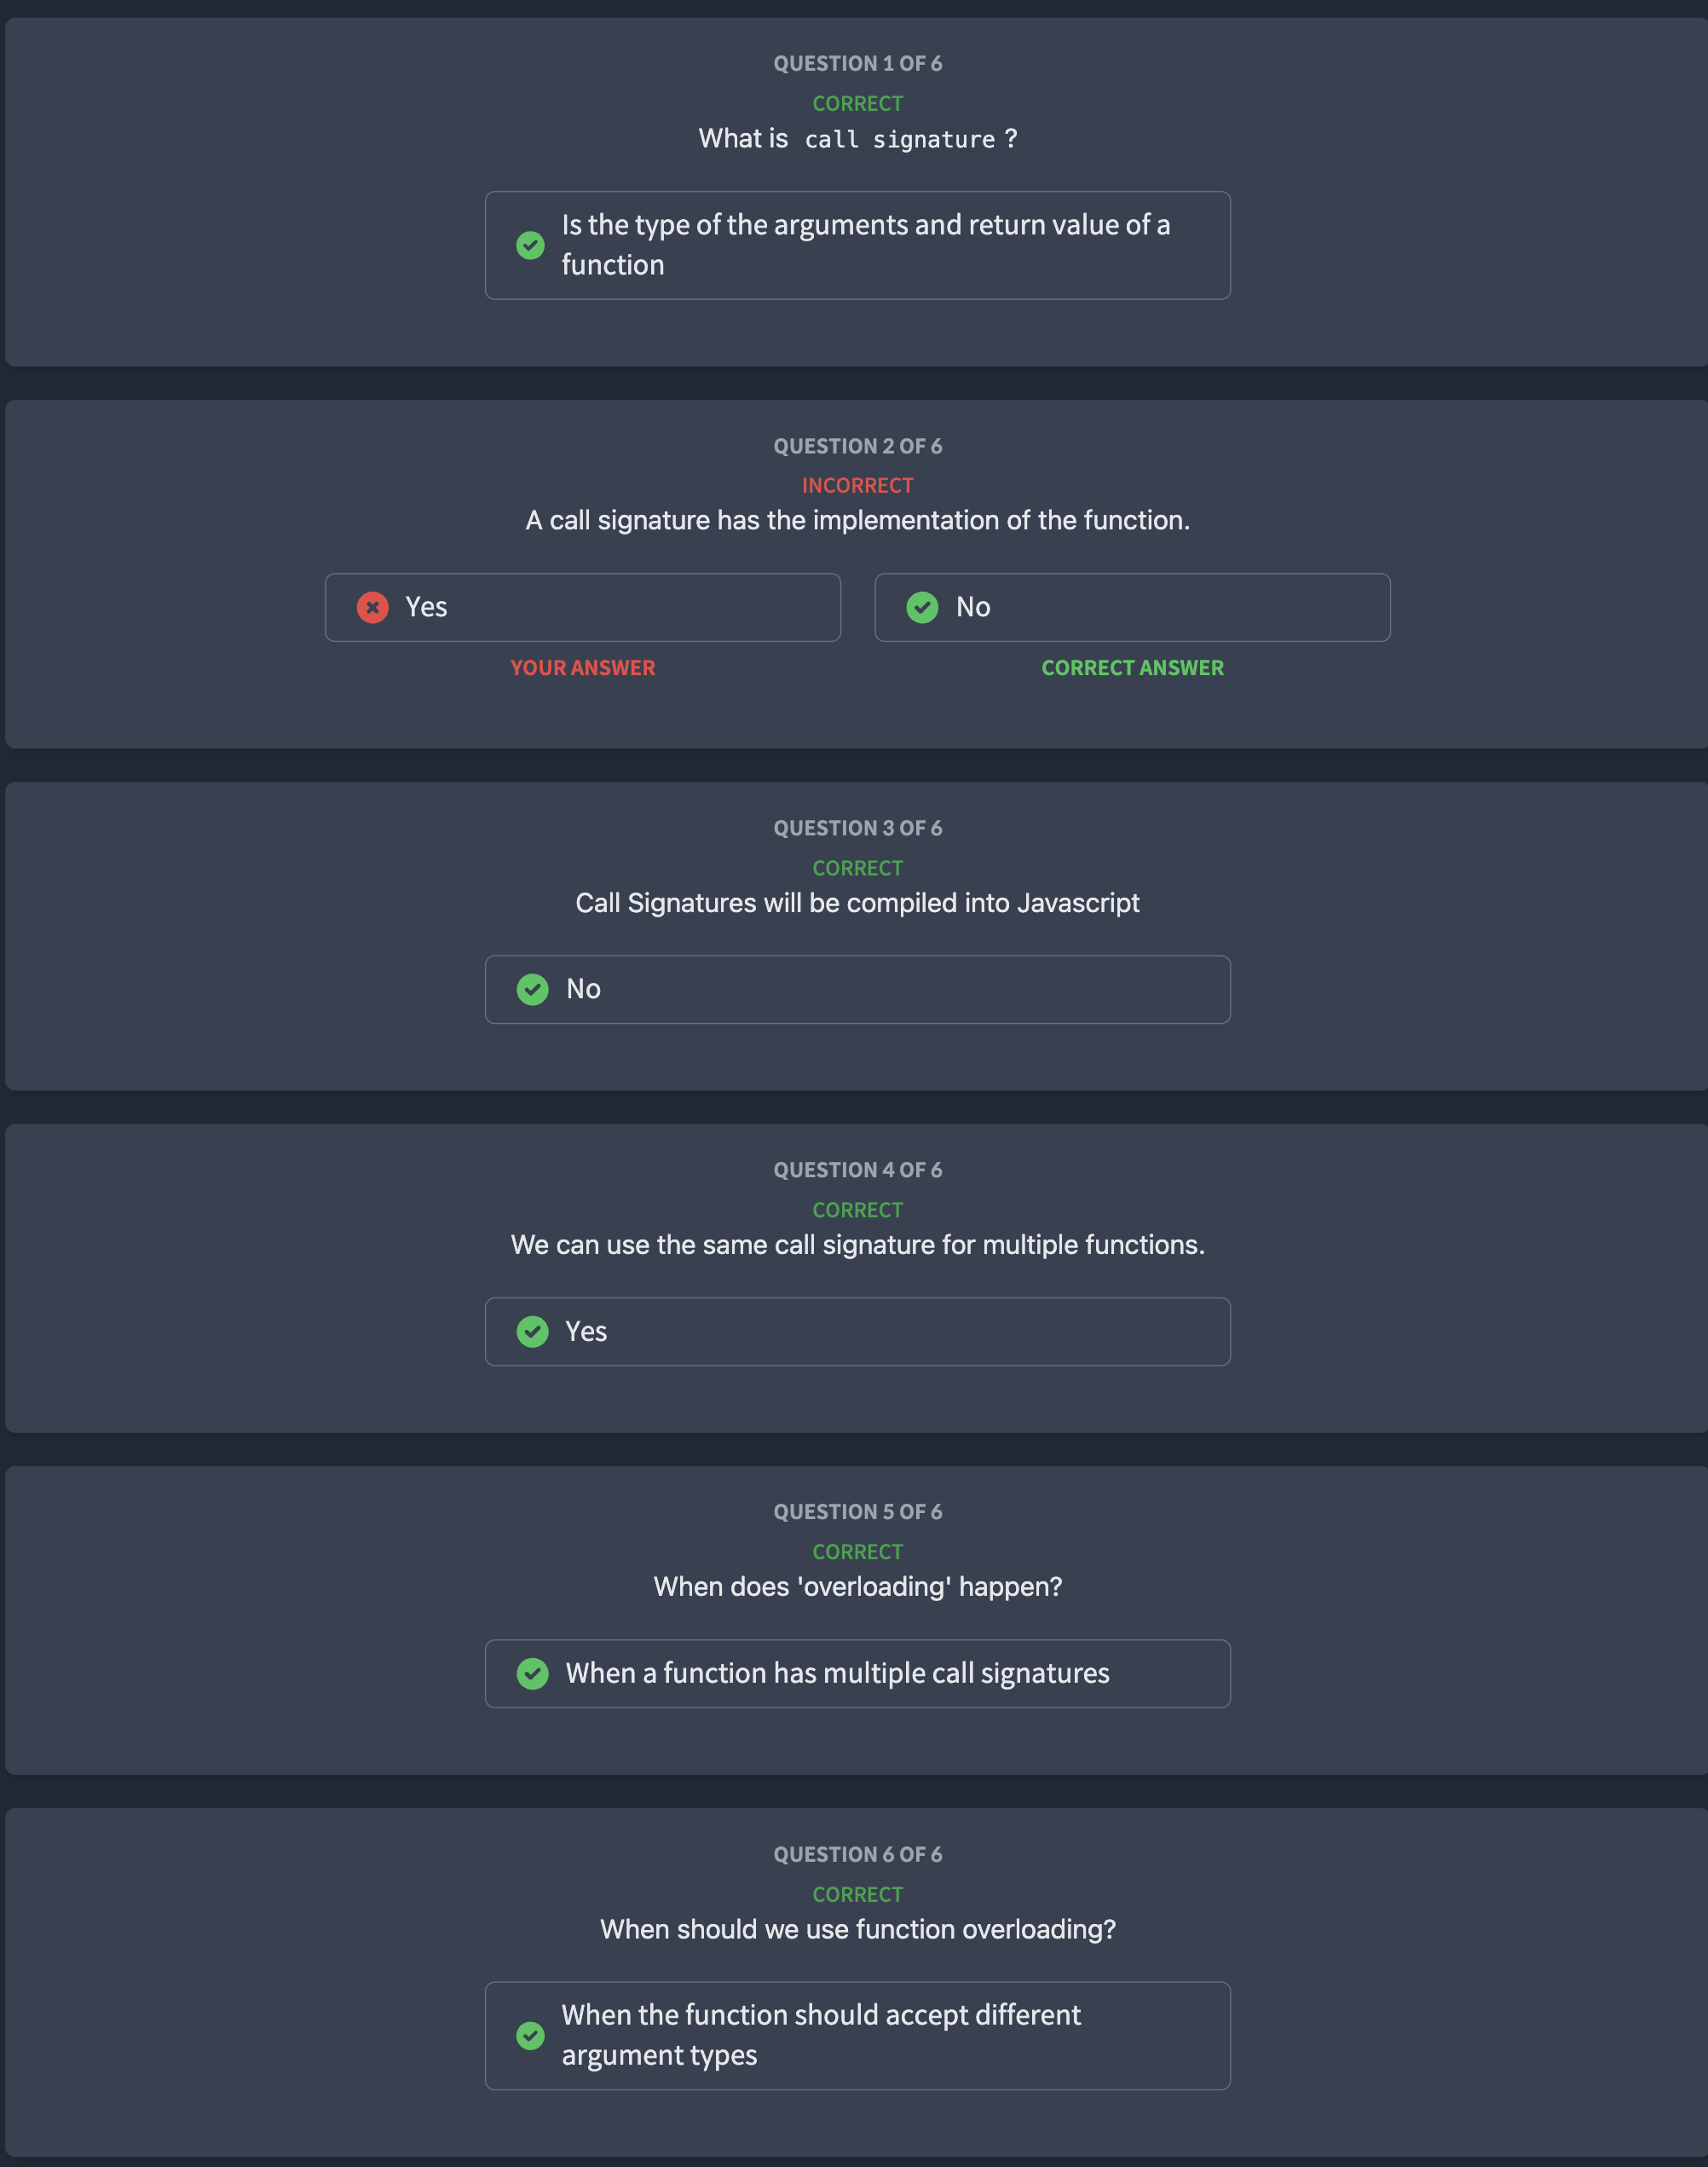 QUESTION 1 OF 6
CORRECT
What is call signature ?
Is the type of the arguments and return value of a
function
QUESTION 2 OF 6
INCORRECT
A call signature has the implementation of the function.
Yes
No
YOUR ANSWER
CORRECT ANSWER
QUESTION 3 OF 6
CORRECT
Call Signatures will be compiled into Javascript
No
QUESTION 4 OF 6
CORRECT
We can use the same call signature for multiple functions.
Yes
QUESTION 5 OF 6
CORRECT
When does 'overloading' happen?
When a function has multiple call signatures
QUESTION 6 OF 6
CORRECT
When should we use function overloading?
When the function should accept different
argument types